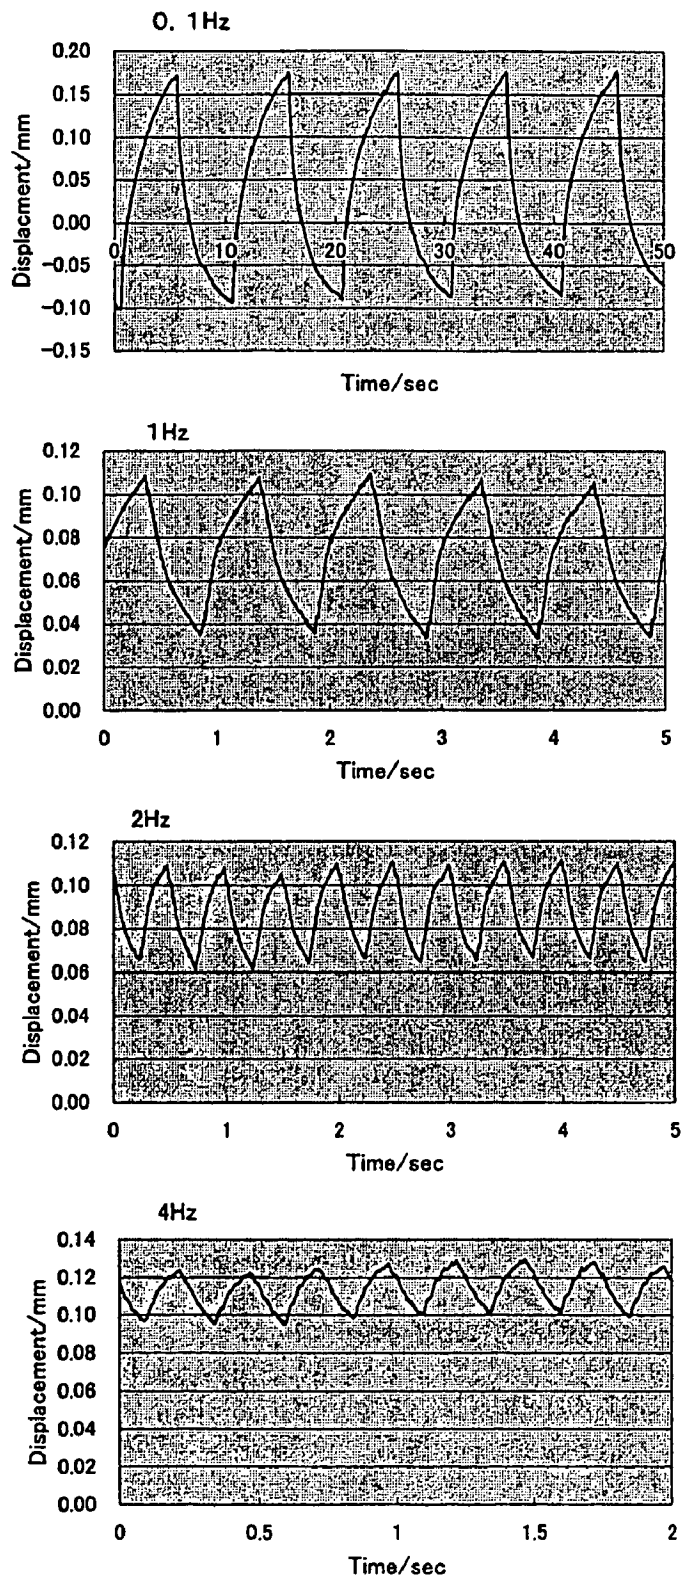 0. 1Hz
Displacment/mm
0.20
0.15
0.10
0.05
0.00
-0.05
-0.10
-0.15
0 10 20 30 40 50
Time/sec
1Hz
Displacement/mm
0.12
0.10
0.08
0.06
0.04
0.02
0.00
0 1 2 3 4 5
Time/sec
2Hz
Displacement/mm
0.12
0.10
0.08
0.06
0.04
0.02
0.00
0 1 2 3 4 5
Time/sec
4Hz
Displacement/mm
0.14
0.12
0.10
0.08
0.06
0.04
0.02
0.00
0 0.5 1 1.5 2
Time/sec